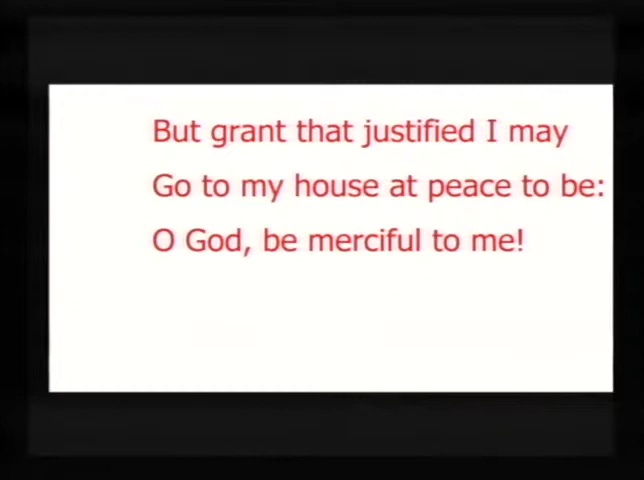 But grant that justified I may
Go to my house at peace to be:
O God, be merciful to me!